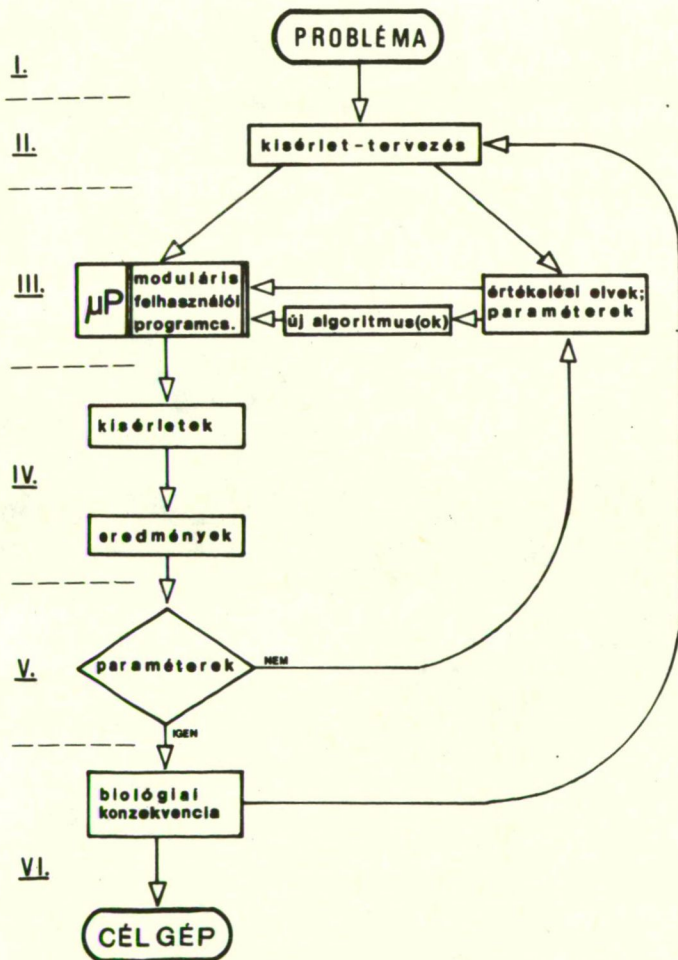 PROBLÉMA
I.
II.
kisérlet-tervezés
III.
μP
moduláris
felhasználói
programcs.
új algoritmus(ok)
értékelési elvek;
paraméterek
kisérletek
IV.
eredmények
V.
paraméterek
NEM
IGEN
biológiai
konzekvencia
VI.
CÉLGÉP